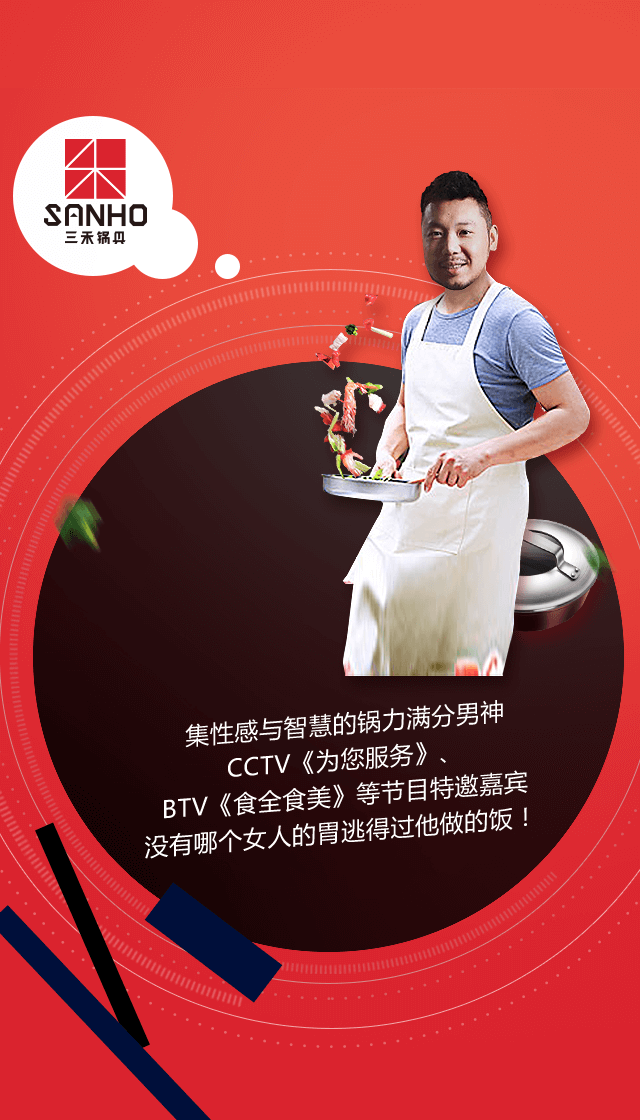 SANHO
三禾锅具
集性感与智慧的锅力满分男神
CCTV《为您服务》、
BTV《食全食美》等节目特邀嘉宾
没有哪个女人的胃逃得过他做的饭！